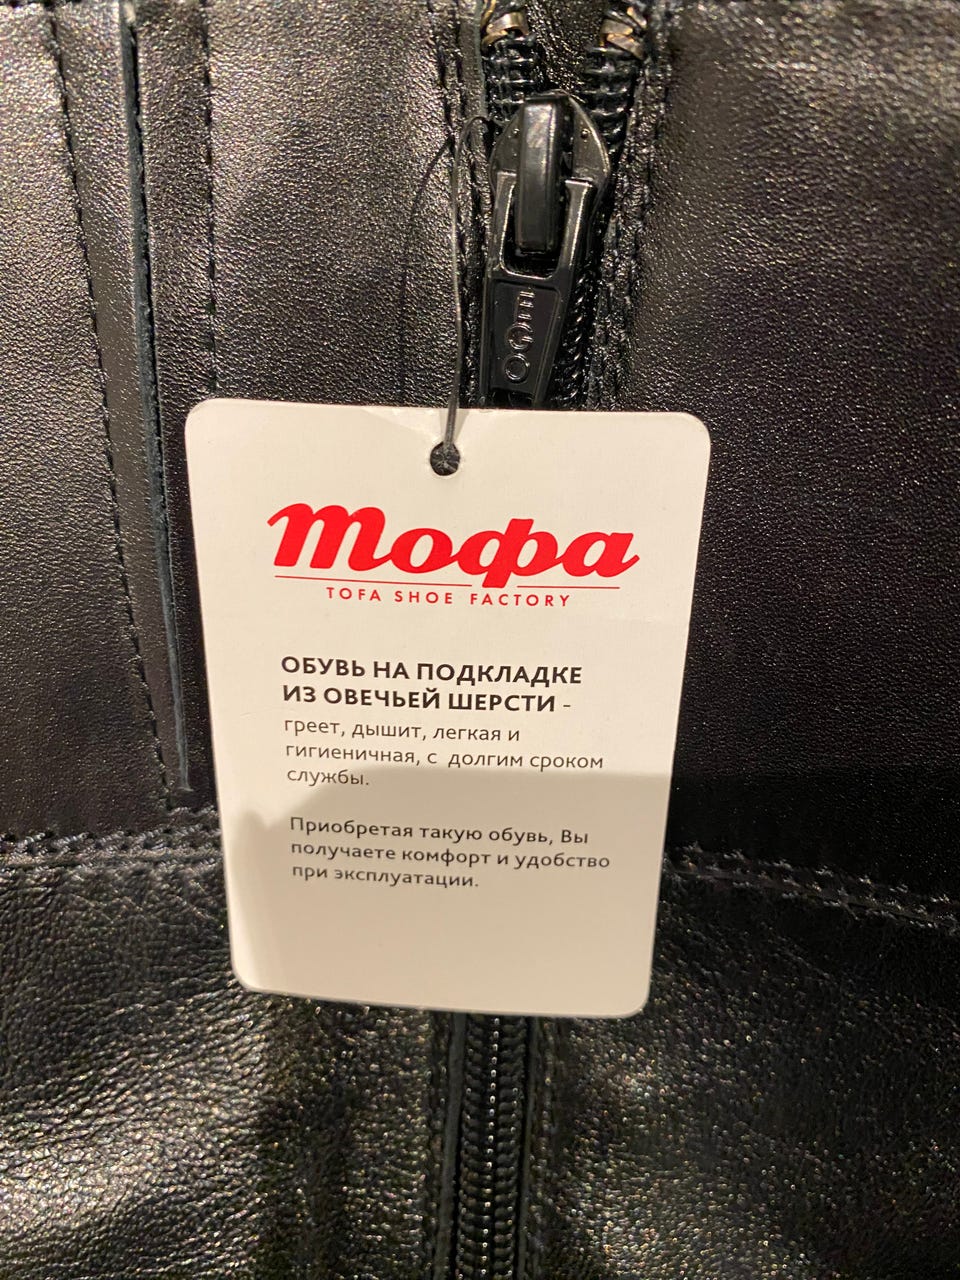 тофа
TOFA SHOE FACTORY
ОБУВЬ НА ПОДКЛАДКЕ
ИЗ ОВЕЧЬЕЙ ШЕРСТИ -
греет, дышит, легкая и
гигиеничная, с долгим сроком
службы.
Приобретая такую обувь, Вы
получаете комфорт и удобство
при эксплуатации.